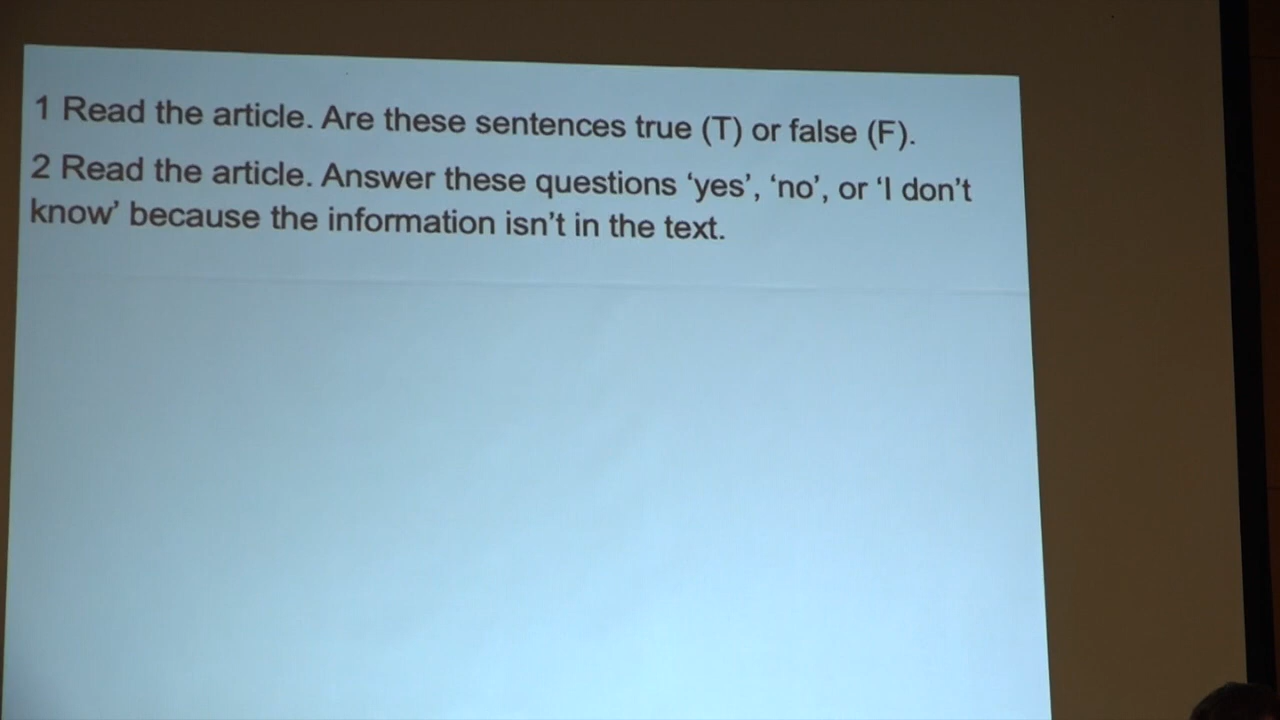 1 Read the article. Are these sentences true (T) or false (F).
2 Read the article. Answer these questions ‘yes’, ‘no’, or ‘I don’t
know’ because the information isn’t in the text.